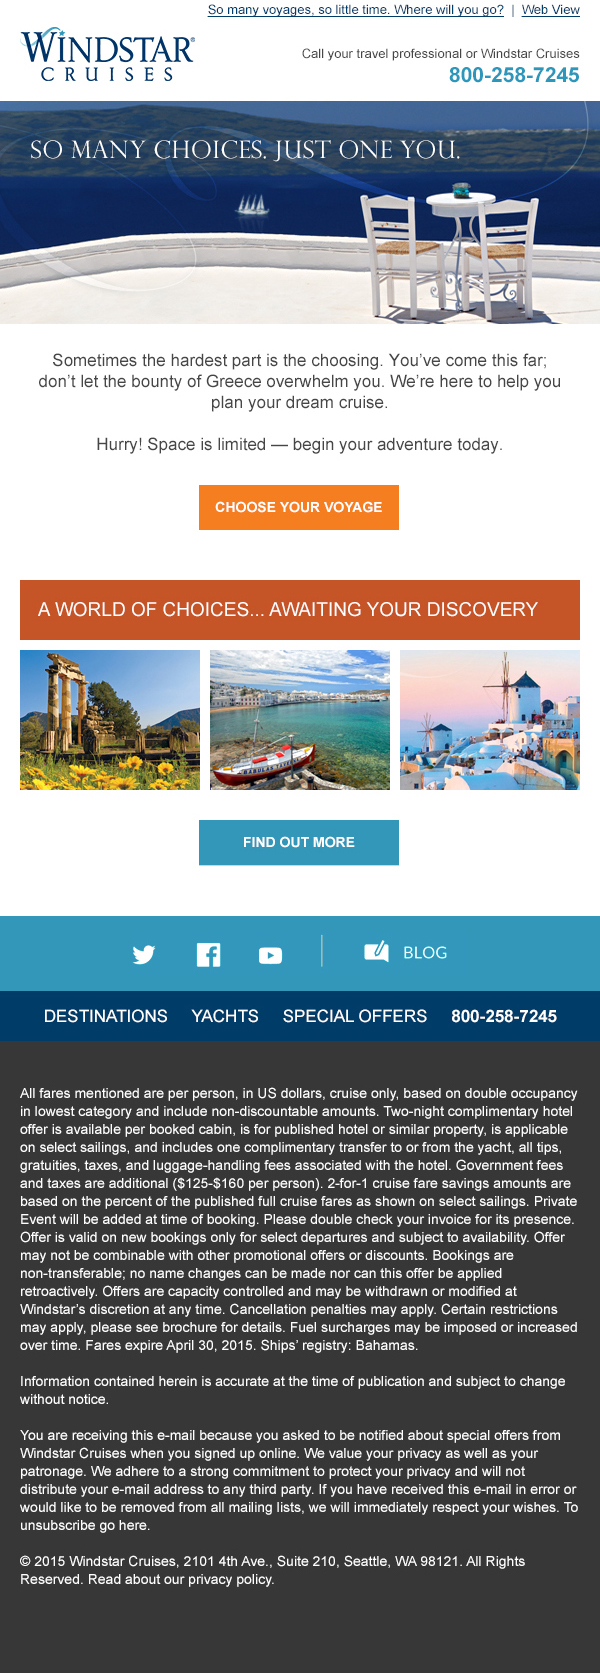 So many voyages, so little time. Where will you go? | Web View
WINDSTAR®
CRUISES
Call your travel professional or Windstar Cruises
800-258-7245
SO MANY CHOICES. JUST ONE YOU.
Sometimes the hardest part is the choosing. You've come this far;
don't let the bounty of Greece overwhelm you. We're here to help you
plan your dream cruise.
Hurry! Space is limited — begin your adventure today.
CHOOSE YOUR VOYAGE
A WORLD OF CHOICES... AWAITING YOUR DISCOVERY
FIND OUT MORE
BLOG
DESTINATIONS YACHTS SPECIAL OFFERS 800-258-7245
All fares mentioned are per person, in US dollars, cruise only, based on double occupancy
in lowest category and include non-discountable amounts. Two-night complimentary hotel
offer is available per booked cabin, is for published hotel or similar property, is applicable
on select sailings, and includes one complimentary transfer to or from the yacht, all tips,
gratuities, taxes, and luggage-handling fees associated with the hotel. Government fees
and taxes are additional ($125-$160 per person). 2-for-1 cruise fare savings amounts are
based on the percent of the published full cruise fares as shown on select sailings. Private
Event will be added at time of booking. Please double check your invoice for its presence.
Offer is valid on new bookings only for select departures and subject to availability. Offer
may not be combinable with other promotional offers or discounts. Bookings are
non-transferable; no name changes can be made nor can this offer be applied
retroactively. Offers are capacity controlled and may be withdrawn or modified at
Windstar's discretion at any time. Cancellation penalties may apply. Certain restrictions
may apply, please see brochure for details. Fuel surcharges may be imposed or increased
over time. Fares expire April 30, 2015. Ships' registry: Bahamas.
Information contained herein is accurate at the time of publication and subject to change
without notice.
You are receiving this e-mail because you asked to be notified about special offers from
Windstar Cruises when you signed up online. We value your privacy as well as your
patronage. We adhere to a strong commitment to protect your privacy and will not
distribute your e-mail address to any third party. If you have received this e-mail in error or
would like to be removed from all mailing lists, we will immediately respect your wishes. To
unsubscribe go here.
© 2015 Windstar Cruises, 2101 4th Ave., Suite 210, Seattle, WA 98121. All Rights
Reserved. Read about our privacy policy.